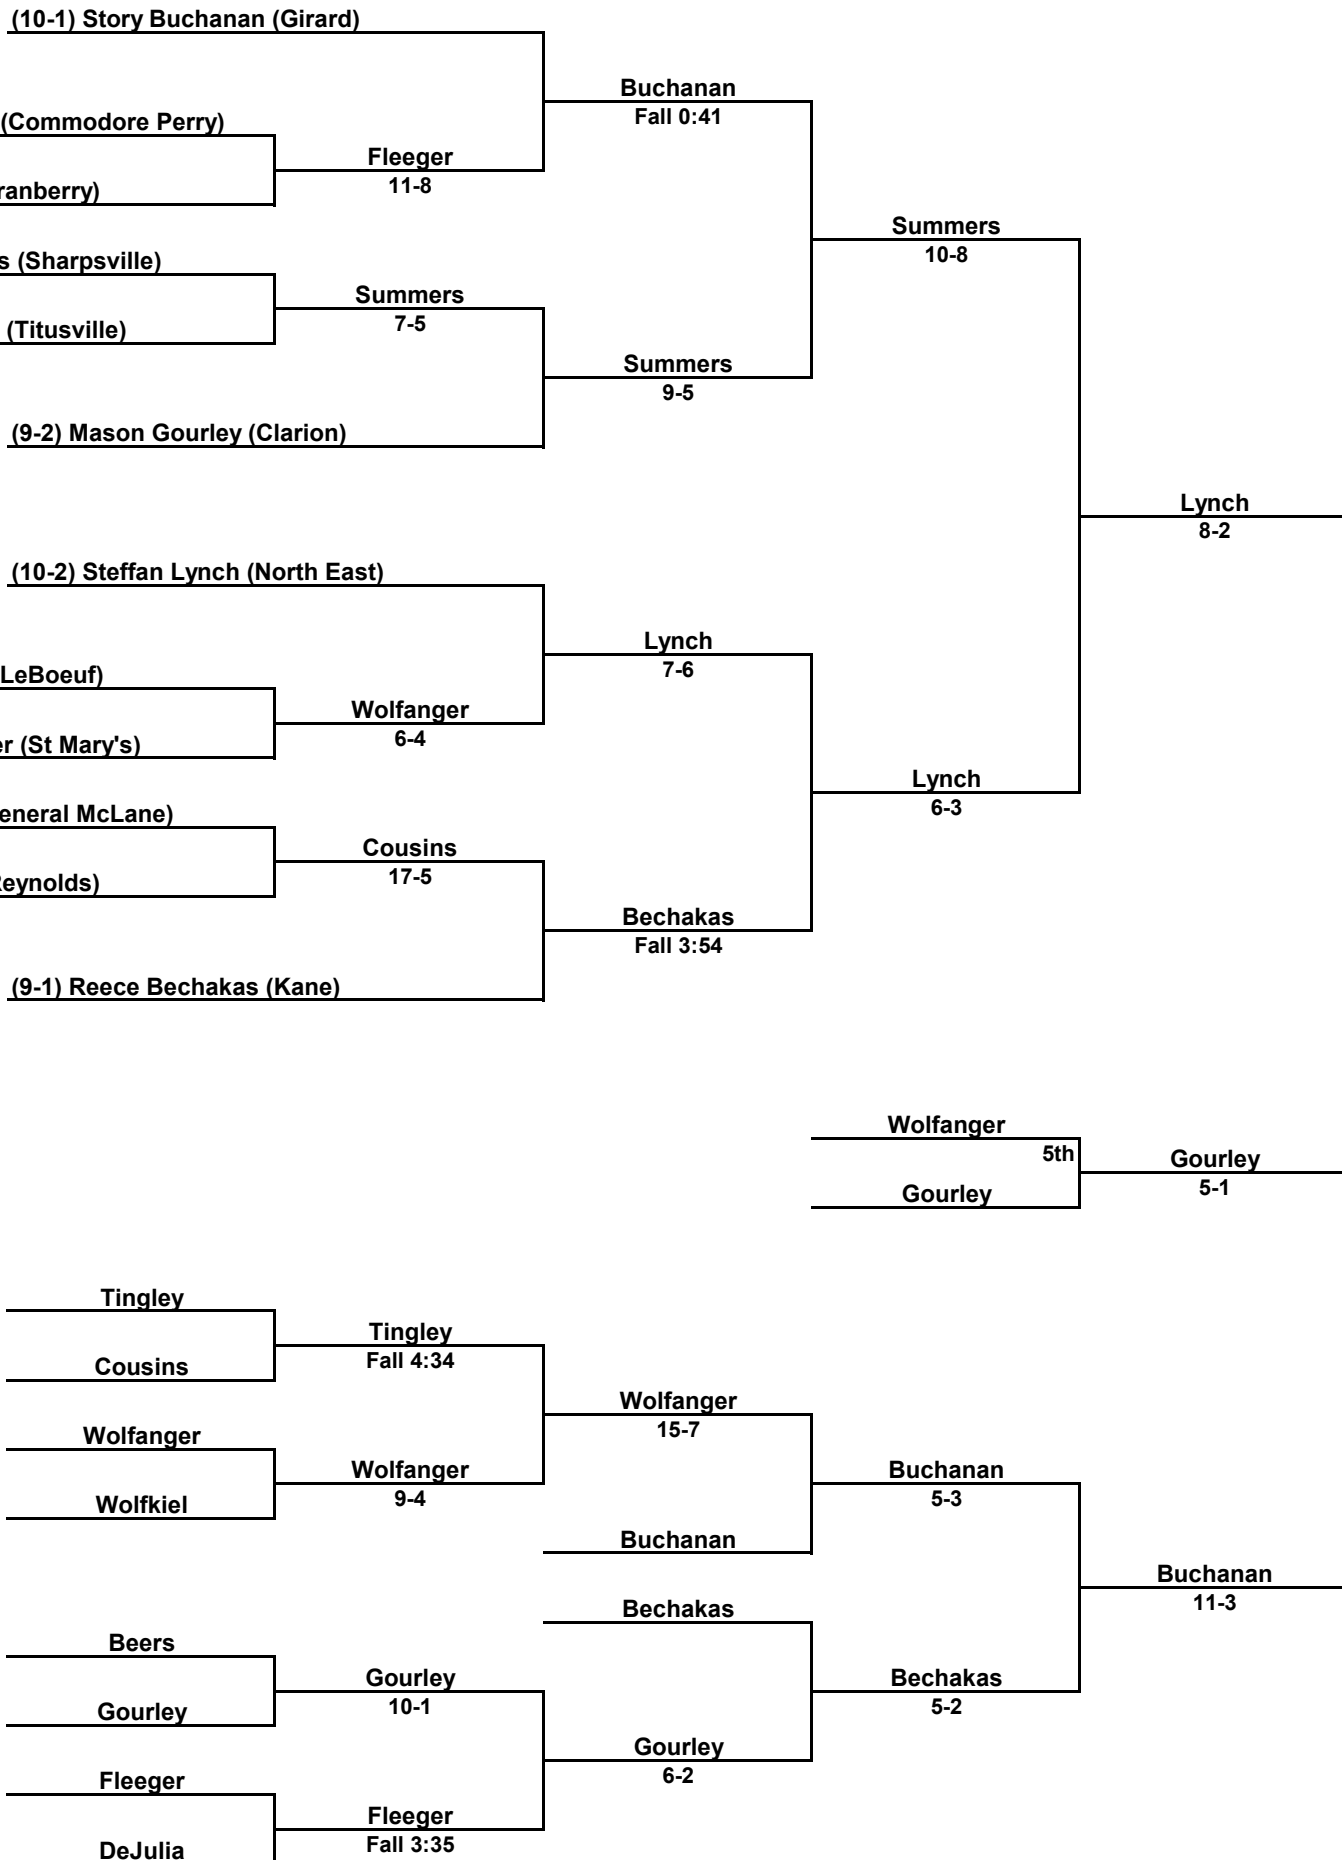 (10-1) Story Buchanan (Girard)
Buchanan
Fall 0:41
(Commodore Perry)
Fleeger
11-8
ranberry)
Summers
10-8
s (Sharpsville)
Summers
7-5
(Titusville)
Summers
9-5
(9-2) Mason Gourley (Clarion)
Lynch
8-2
(10-2) Steffan Lynch (North East)
Lynch
7-6
LeBoeuf)
Wolfanger
6-4
er (St Mary's)
Lynch
6-3
eneral McLane)
Cousins
17-5
Reynolds)
Bechakas
Fall 3:54
(9-1) Reece Bechakas (Kane)
Wolfanger
5th
Gourley
5-1
Gourley
Tingley
Tingley
Fall 4:34
Cousins
Wolfanger
15-7
Wolfanger
Wolfanger
9-4
Buchanan
5-3
Wolfkiel
Buchanan
Buchanan
11-3
Bechakas
Beers
Gourley
10-1
Bechakas
5-2
Gourley
Gourley
6-2
Fleeger
Fleeger
Fall 3:35
DeJulia